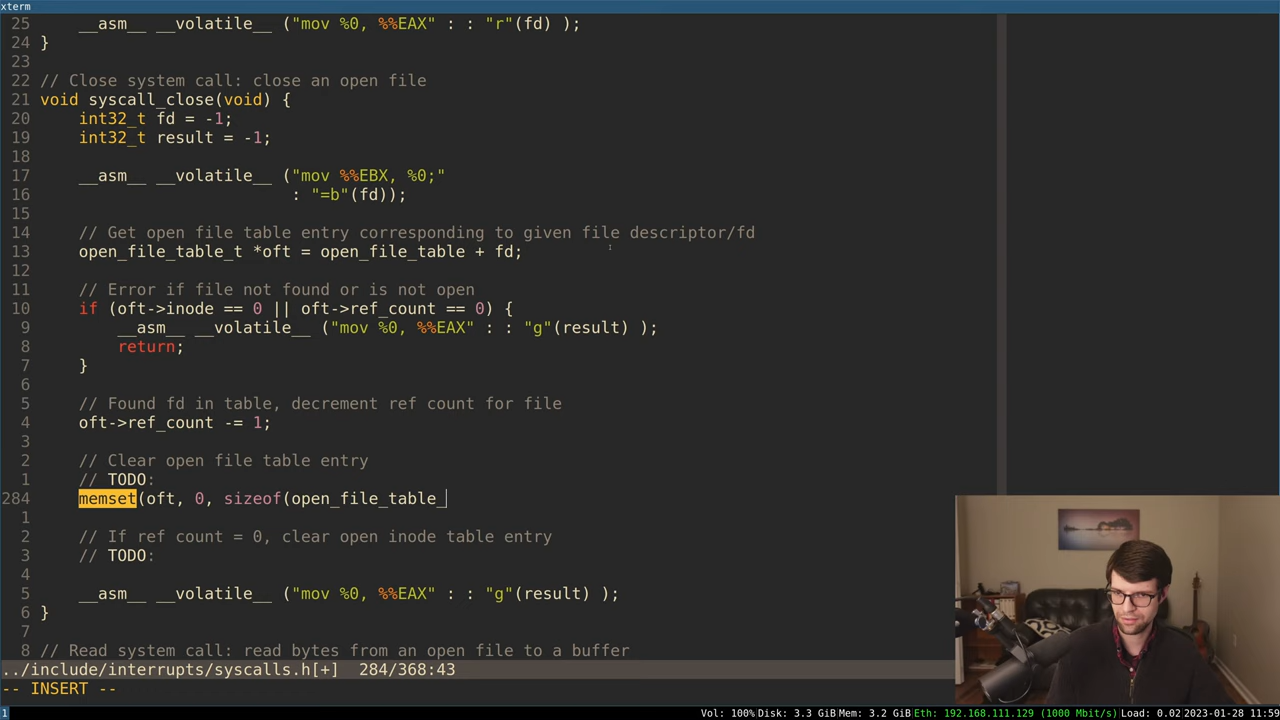 xterm
25     __asm__ __volatile__ ("mov %0, %%EAX" : : "r"(fd) );
24 }
23
22 // Close system call: close an open file
21 void syscall_close(void) {
20     int32_t fd = -1;
19     int32_t result = -1;
18
17     __asm__ __volatile__ ("mov %%EBX, %0;"
16                           : "=b"(fd));
15
14     // Get open file table entry corresponding to given file descriptor/fd
13     open_file_table_t *oft = open_file_table + fd;
12
11     // Error if file not found or is not open
10     if (oft->inode == 0 || oft->ref_count == 0) {
9         __asm__ __volatile__ ("mov %0, %%EAX" : : "g"(result) );
8         return;
7     }
6
5     // Found fd in table, decrement ref count for file
4     oft->ref_count -= 1;
3
2     // Clear open file table entry
1     // TODO:
284     memset(oft, 0, sizeof(open_file_table_
1
2     // If ref count = 0, clear open inode table entry
3     // TODO:
4
5     __asm__ __volatile__ ("mov %0, %%EAX" : : "g"(result) );
6 }
7
8 // Read system call: read bytes from an open file to a buffer
../include/interrupts/syscalls.h[+]  284/368:43
-- INSERT --
1 Vol: 100% Disk: 3.3 GiB Mem: 3.2 GiB Eth: 192.168.111.129 (1000 Mbit/s) Load: 0.02 2023-01-28 11:59